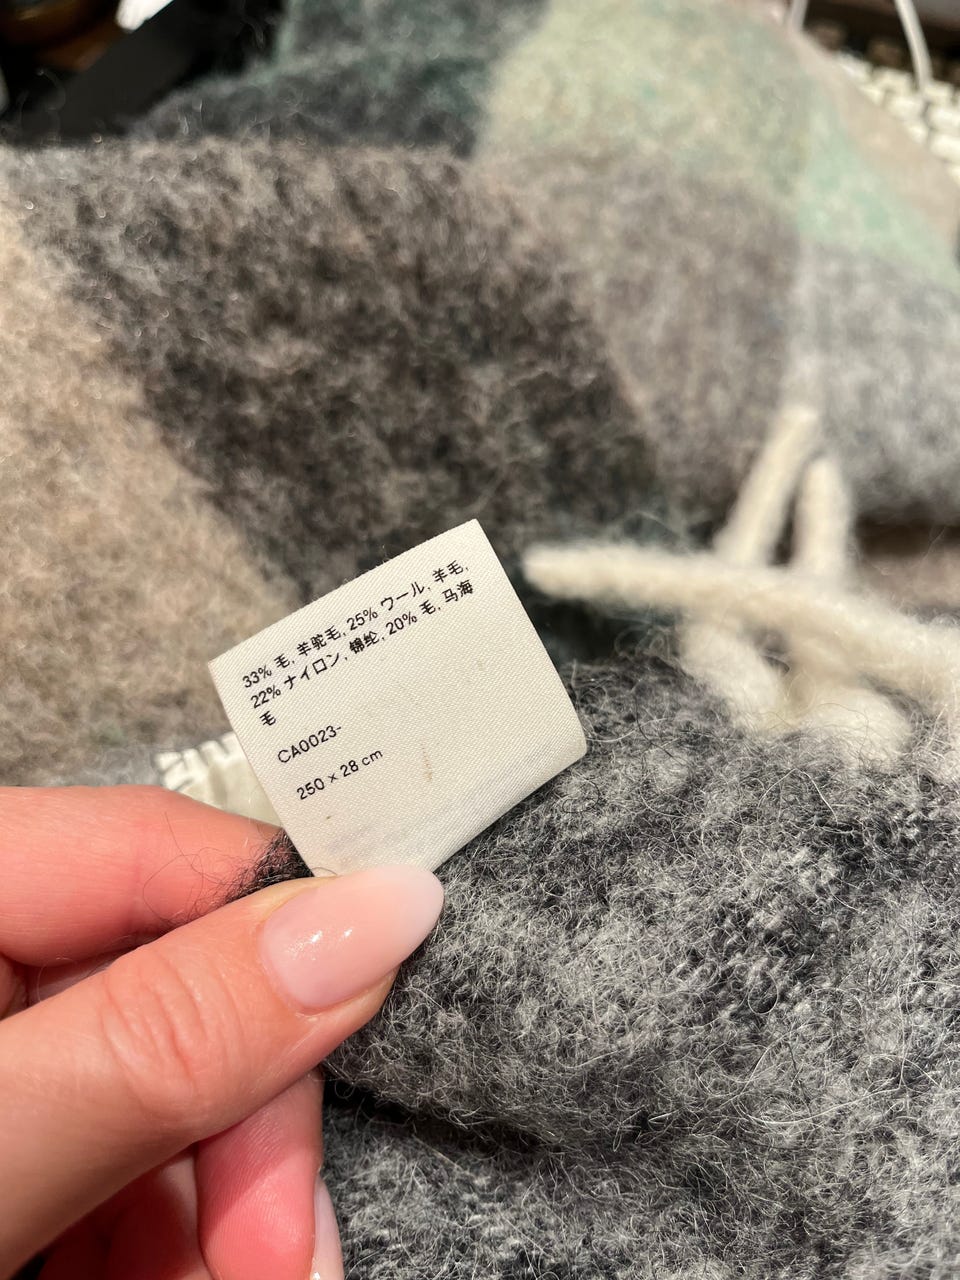 33% 毛, 羊驼毛, 25% ウール, 羊毛,
22% ナイロン, 锦纶, 20% 毛, 马海
毛
CA0023-
250 × 28 cm